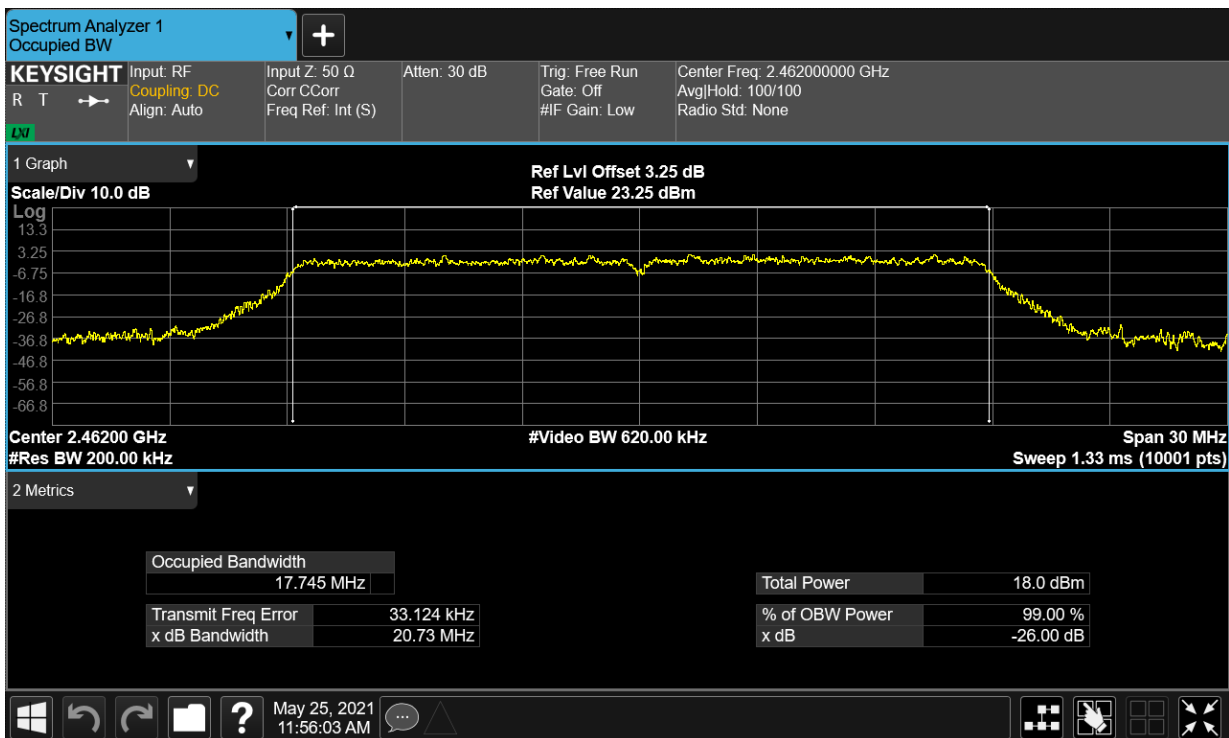 Spectrum Analyzer 1
Occupied BW
KEYSIGHT
R T
LXI
Input: RF
Coupling: DC
Align: Auto
Input Z: 50 Ω
Corr CCorr
Freq Ref: Int (S)
Atten: 30 dB
Trig: Free Run
Gate: Off
#IF Gain: Low
Center Freq: 2.462000000 GHz
Avg|Hold: 100/100
Radio Std: None
1 Graph
Scale/Div 10.0 dB
Ref Lvl Offset 3.25 dB
Ref Value 23.25 dBm
Log
13.3
3.25
-6.75
-16.8
-26.8
-36.8
-46.8
-56.8
-66.8
Center 2.46200 GHz
#Video BW 620.00 kHz
Span 30 MHz
#Res BW 200.00 kHz
Sweep 1.33 ms (10001 pts)
2 Metrics
Occupied Bandwidth
17.745 MHz
Total Power 18.0 dBm
Transmit Freq Error 33.124 kHz
% of OBW Power 99.00 %
x dB Bandwidth 20.73 MHz
x dB -26.00 dB
?
May 25, 2021
11:56:03 AM